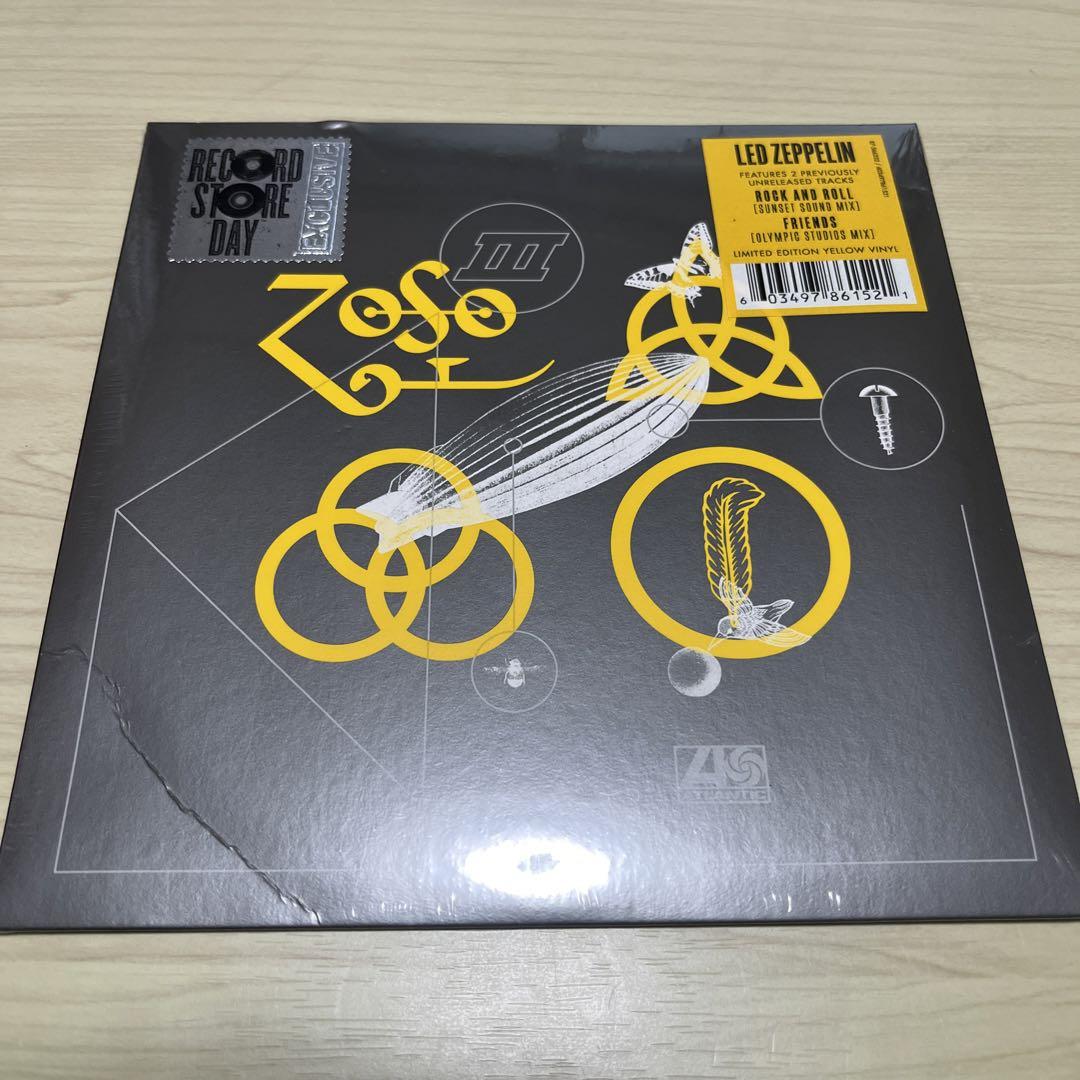 RECORD
STORE
DAY
EXCLUSIVE
III
ZoSo
LED ZEPPELIN
FEATURES 2 PREVIOUSLY
UNRELEASED TRACKS
ROCK AND ROLL
[SUNSET SOUND MIX]
FRIENDS
[OLYMPIC STUDIOS MIX]
LIMITED EDITION YELLOW VINYL
6 03497 86152 1
ATLANTIC